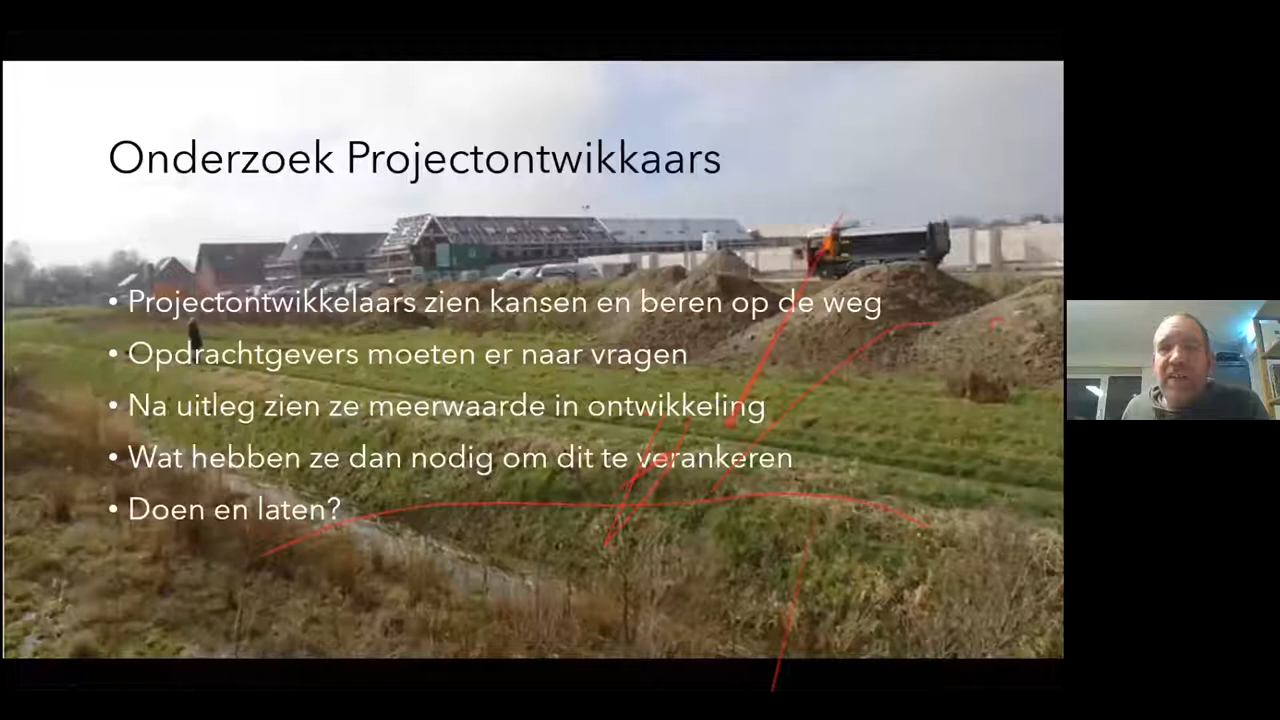 Onderzoek Projectontwikkaars
• Projectontwikkelaars zien kansen en beren op de weg
• Opdrachtgevers moeten er naar vragen
• Na uitleg zien ze meerwaarde in ontwikkeling
• Wat hebben ze dan nodig om dit te verankeren
• Doen en laten?